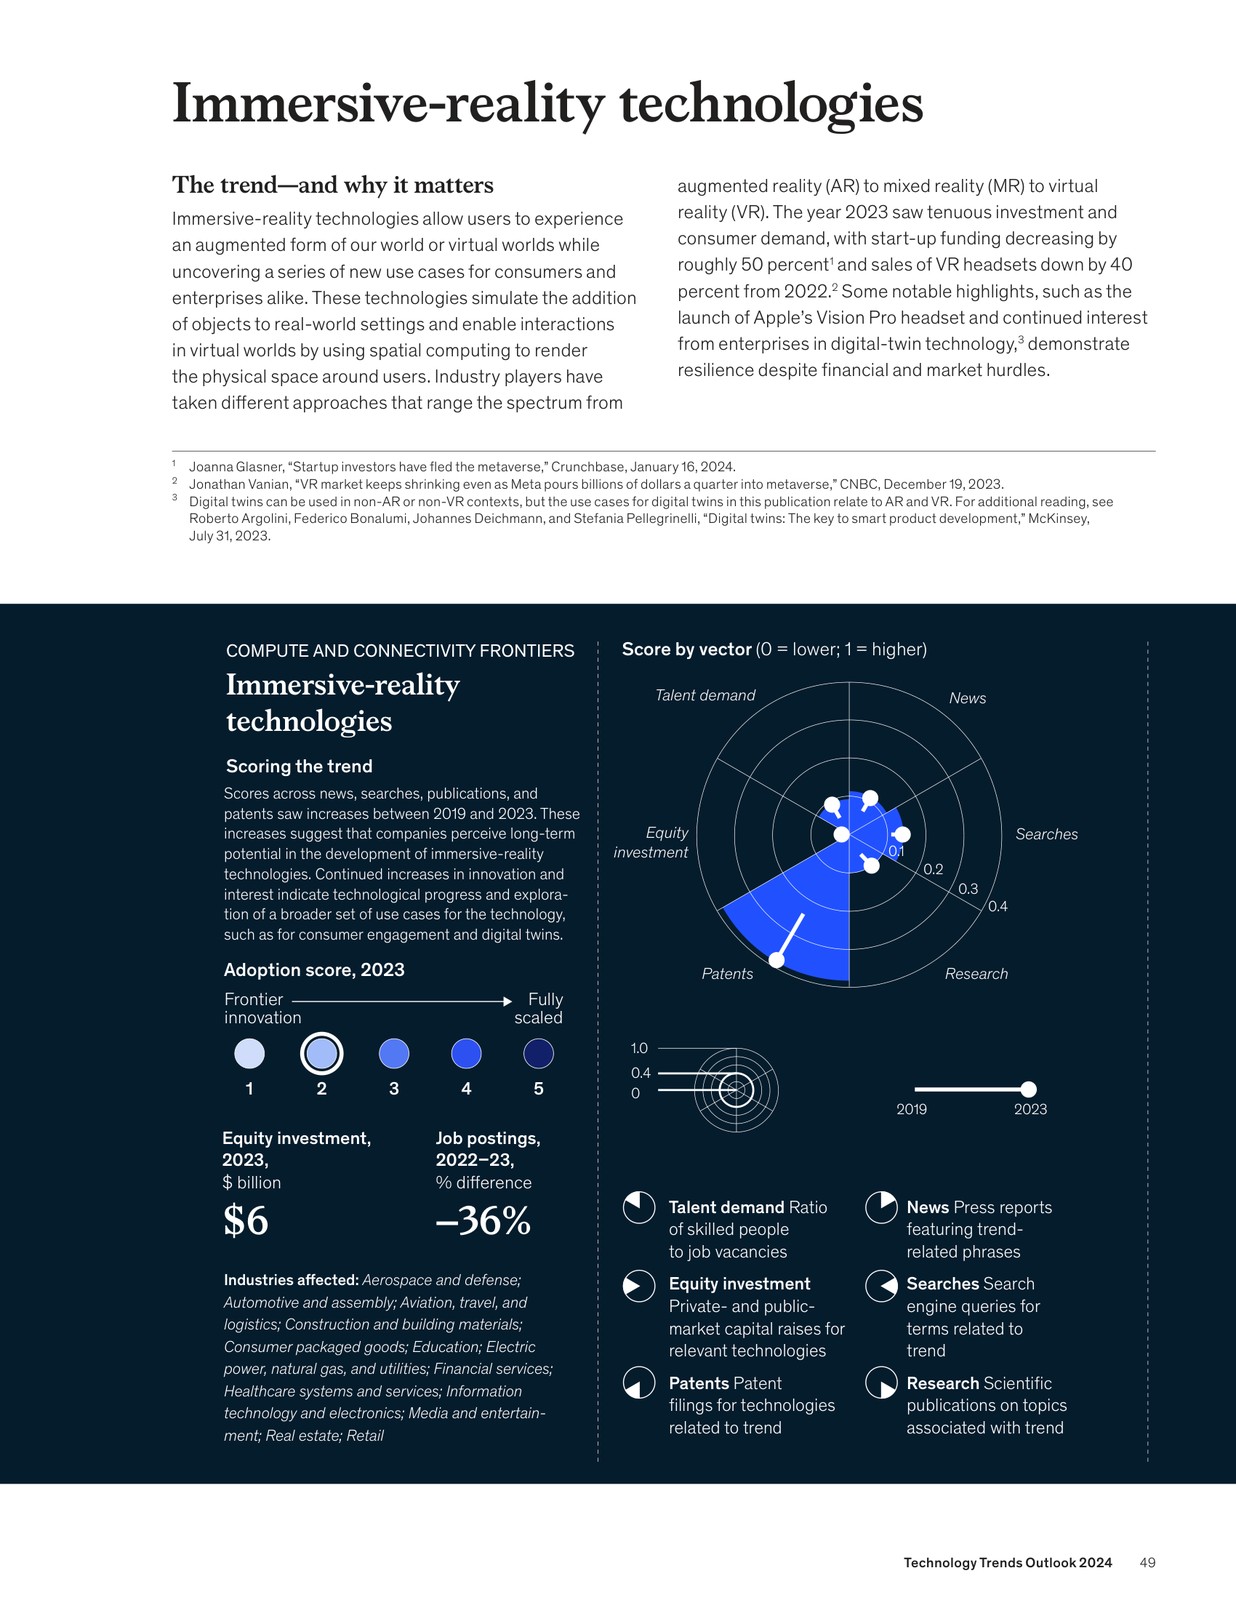 Immersive-reality technologies
The trend—and why it matters
Immersive-reality technologies allow users to experience
an augmented form of our world or virtual worlds while
uncovering a series of new use cases for consumers and
enterprises alike. These technologies simulate the addition
of objects to real-world settings and enable interactions
in virtual worlds by using spatial computing to render
the physical space around users. Industry players have
taken different approaches that range the spectrum from
augmented reality (AR) to mixed reality (MR) to virtual
reality (VR). The year 2023 saw tenuous investment and
consumer demand, with start-up funding decreasing by
roughly 50 percent¹ and sales of VR headsets down by 40
percent from 2022.² Some notable highlights, such as the
launch of Apple’s Vision Pro headset and continued interest
from enterprises in digital-twin technology,³ demonstrate
resilience despite financial and market hurdles.
1 Joanna Glasner, “Startup investors have fled the metaverse,” Crunchbase, January 16, 2024.
2 Jonathan Vanian, “VR market keeps shrinking even as Meta pours billions of dollars a quarter into metaverse,” CNBC, December 19, 2023.
3 Digital twins can be used in non-AR or non-VR contexts, but the use cases for digital twins in this publication relate to AR and VR. For additional reading, see
Roberto Argolini, Federico Bonalumi, Johannes Deichmann, and Stefania Pellegrinelli, “Digital twins: The key to smart product development,” McKinsey,
July 31, 2023.
COMPUTE AND CONNECTIVITY FRONTIERS
Immersive-reality
technologies
Scoring the trend
Scores across news, searches, publications, and
patents saw increases between 2019 and 2023. These
increases suggest that companies perceive long-term
potential in the development of immersive-reality
technologies. Continued increases in innovation and
interest indicate technological progress and explora-
tion of a broader set of use cases for the technology,
such as for consumer engagement and digital twins.
Adoption score, 2023
Frontier
innovation
Fully
scaled
1 2 3 4 5
Equity investment,
2023,
$ billion
$6
Job postings,
2022–23,
% difference
–36%
Industries affected: Aerospace and defense;
Automotive and assembly; Aviation, travel, and
logistics; Construction and building materials;
Consumer packaged goods; Education; Electric
power, natural gas, and utilities; Financial services;
Healthcare systems and services; Information
technology and electronics; Media and entertain-
ment; Real estate; Retail
Score by vector (0 = lower; 1 = higher)
Talent demand
News
Equity
investment
Searches
0.1
0.2
0.3
0.4
Patents
Research
1.0
0.4
0
2019 2023
Talent demand Ratio
of skilled people
to job vacancies
News Press reports
featuring trend-
related phrases
Equity investment
Private- and public-
market capital raises for
relevant technologies
Searches Search
engine queries for
terms related to
trend
Patents Patent
filings for technologies
related to trend
Research Scientific
publications on topics
associated with trend
Technology Trends Outlook 2024 49